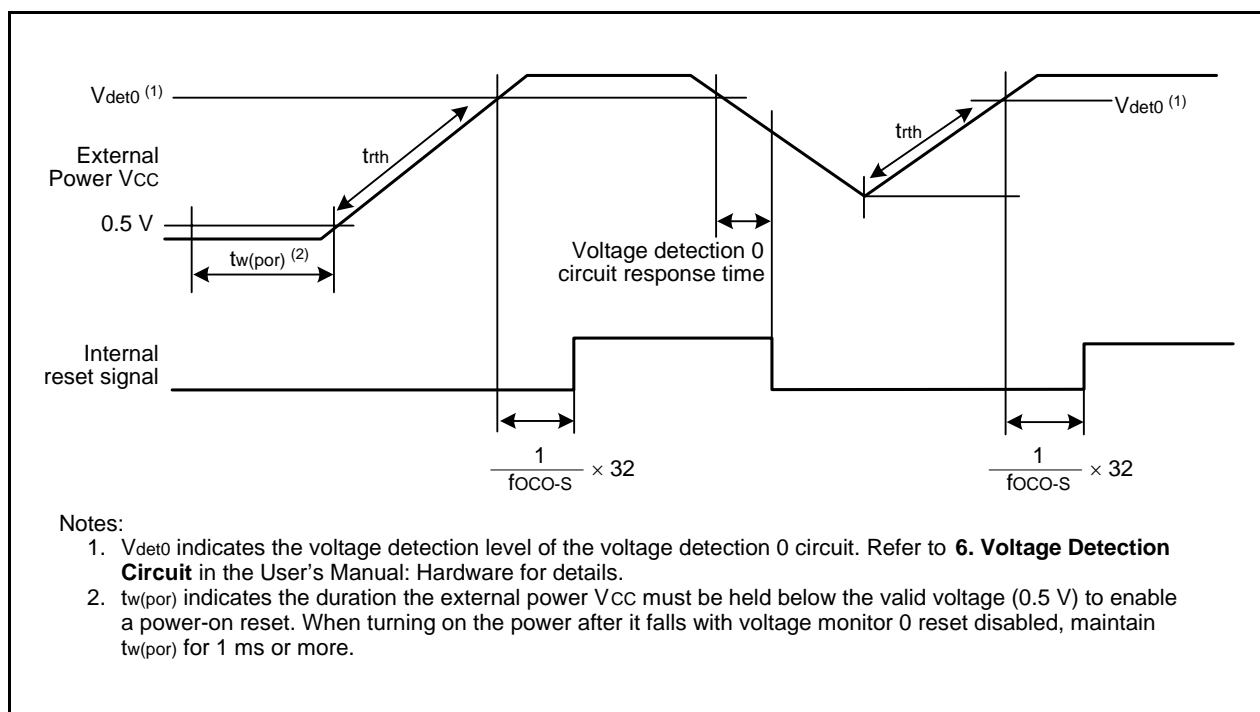 Vdet0 (1)
trth
External
Power VCC
0.5 V
tw(por) (2)
Voltage detection 0
circuit response time
trth
Vdet0 (1)
Internal
reset signal
1
fOCO-S
× 32
1
fOCO-S
× 32
Notes:
1. Vdet0 indicates the voltage detection level of the voltage detection 0 circuit. Refer to 6. Voltage Detection
Circuit in the User's Manual: Hardware for details.
2. tw(por) indicates the duration the external power VCC must be held below the valid voltage (0.5 V) to enable
a power-on reset. When turning on the power after it falls with voltage monitor 0 reset disabled, maintain
tw(por) for 1 ms or more.